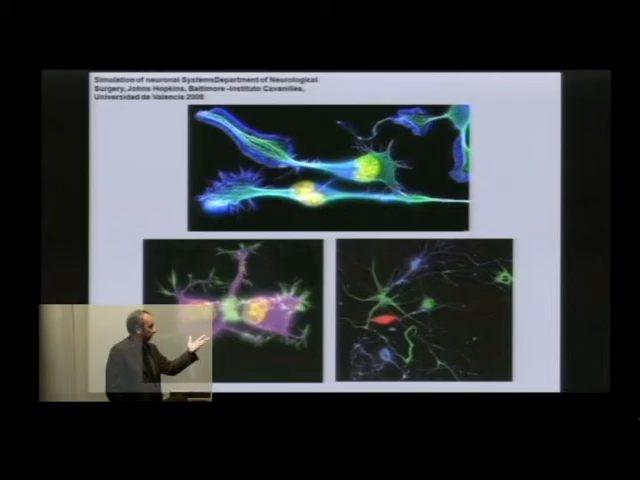 Simulation of neuronal SystemsDepartment of Neurological
Surgery, Johns Hopkins, Baltimore -Instituto Cavanilles,
Universidad de Valencia 2008